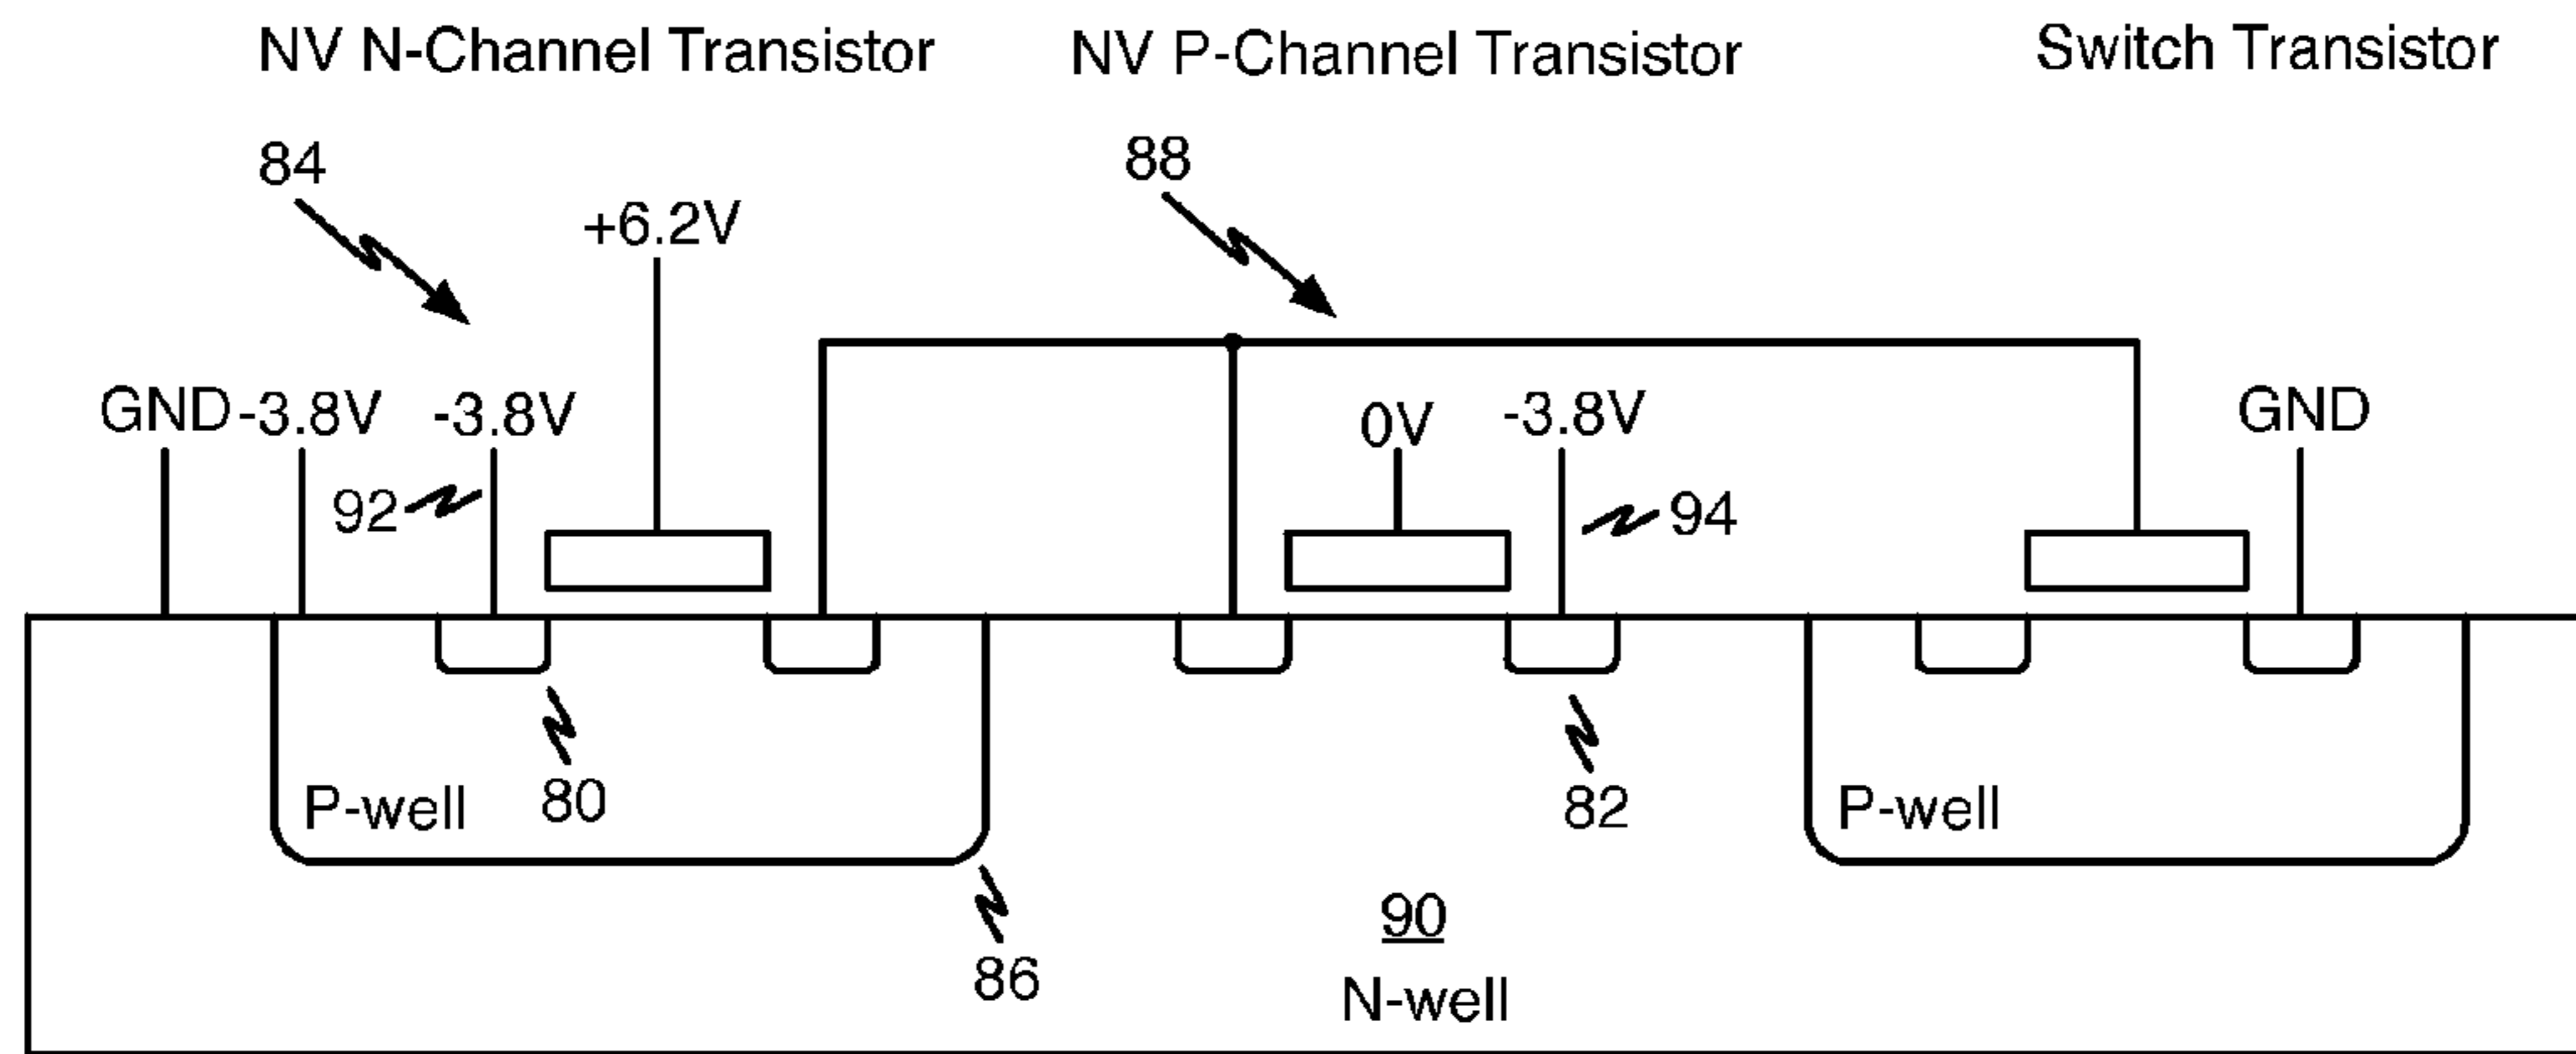 NV N-Channel Transistor
NV P-Channel Transistor
Switch Transistor
84
88
+6.2V
GND
-3.8V
-3.8V
0V
-3.8V
GND
92
94
80
82
P-well
P-well
86
90
N-well